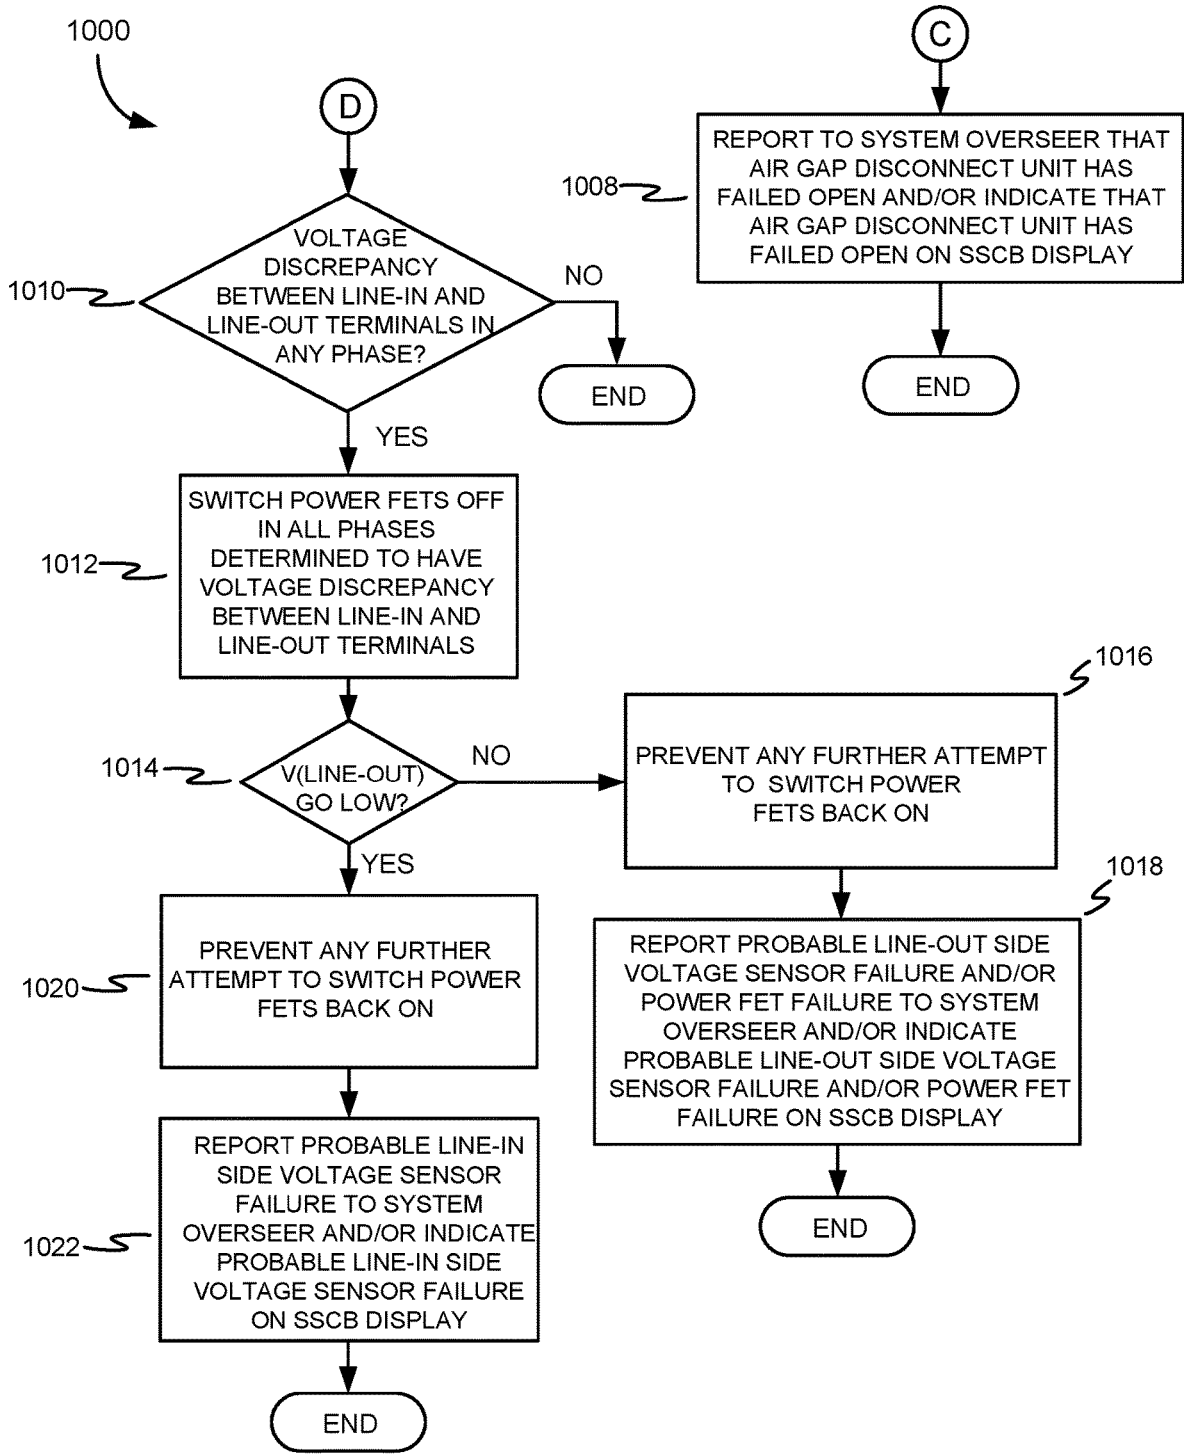 1000
D
VOLTAGE
DISCREPANCY
BETWEEN LINE-IN AND
LINE-OUT TERMINALS IN
ANY PHASE?
1010
NO
END
YES
SWITCH POWER FETS OFF
IN ALL PHASES
DETERMINED TO HAVE
VOLTAGE DISCREPANCY
BETWEEN LINE-IN AND
LINE-OUT TERMINALS
1012
V(LINE-OUT)
GO LOW?
1014
NO
1016
PREVENT ANY FURTHER ATTEMPT
TO SWITCH POWER
FETS BACK ON
1018
REPORT PROBABLE LINE-OUT SIDE
VOLTAGE SENSOR FAILURE AND/OR
POWER FET FAILURE TO SYSTEM
OVERSEER AND/OR INDICATE
PROBABLE LINE-OUT SIDE VOLTAGE
SENSOR FAILURE AND/OR POWER FET
FAILURE ON SSCB DISPLAY
END
YES
PREVENT ANY FURTHER
ATTEMPT TO SWITCH POWER
FETS BACK ON
1020
REPORT PROBABLE LINE-IN
SIDE VOLTAGE SENSOR
FAILURE TO SYSTEM
OVERSEER AND/OR INDICATE
PROBABLE LINE-IN SIDE
VOLTAGE SENSOR FAILURE
ON SSCB DISPLAY
1022
END
C
REPORT TO SYSTEM OVERSEER THAT
AIR GAP DISCONNECT UNIT HAS
FAILED OPEN AND/OR INDICATE THAT
AIR GAP DISCONNECT UNIT HAS
FAILED OPEN ON SSCB DISPLAY
1008
END